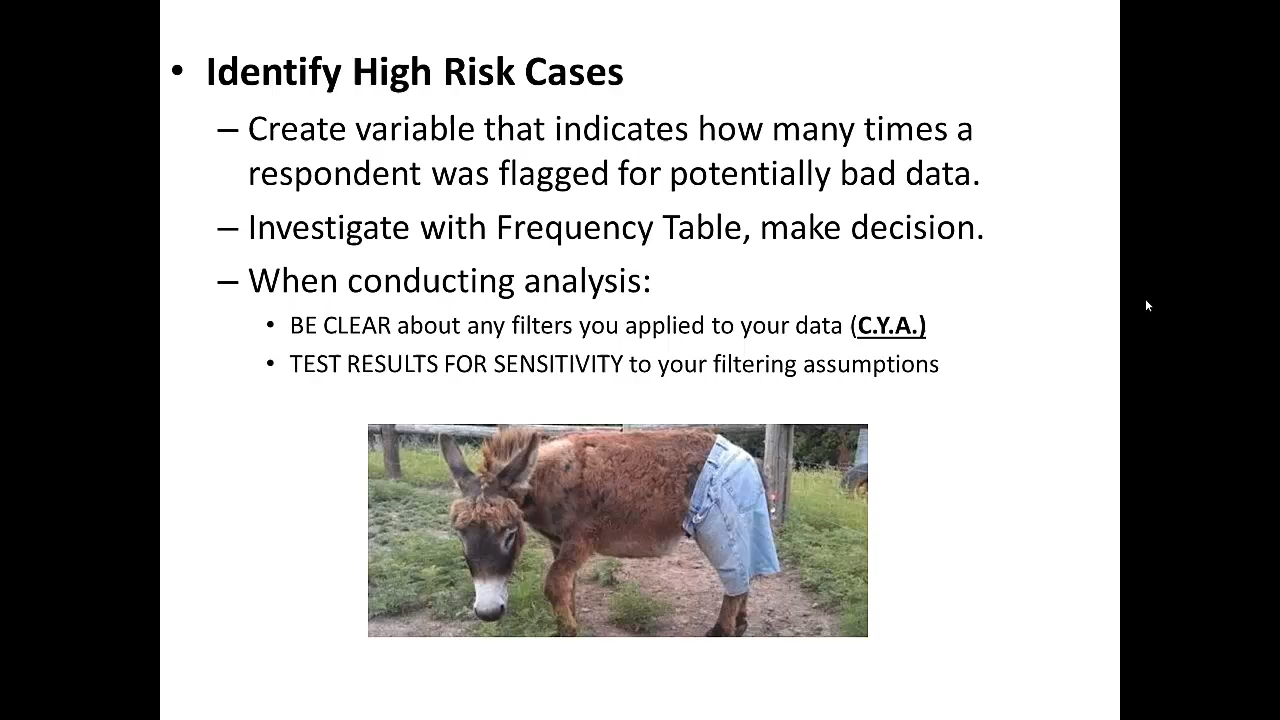 • Identify High Risk Cases
– Create variable that indicates how many times a
respondent was flagged for potentially bad data.
– Investigate with Frequency Table, make decision.
– When conducting analysis:
• BE CLEAR about any filters you applied to your data (C.Y.A.)
• TEST RESULTS FOR SENSITIVITY to your filtering assumptions